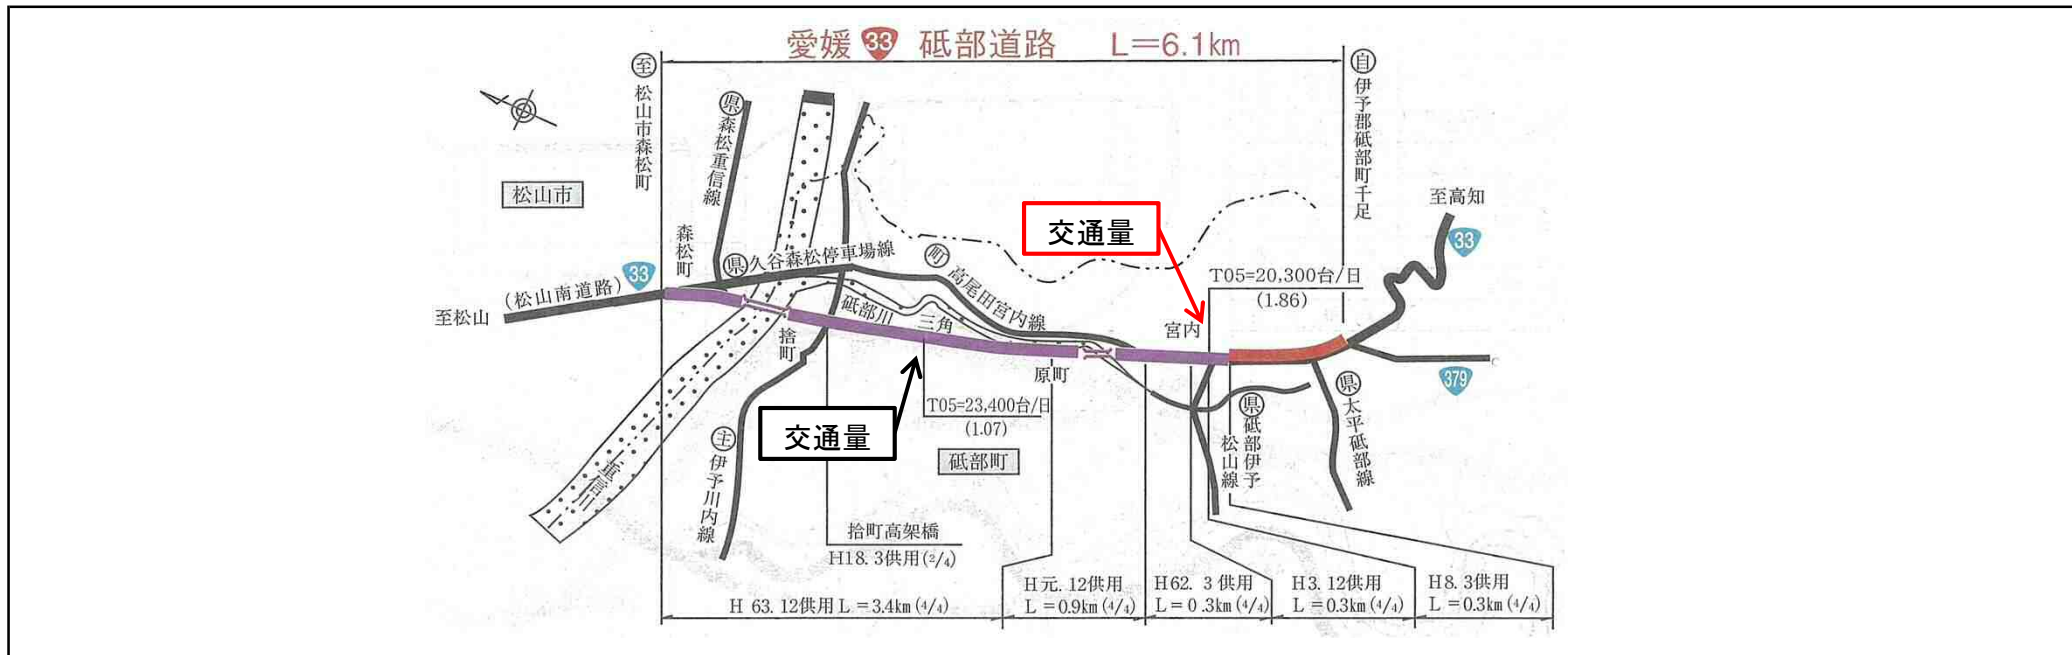 愛媛 33 砥部道路 L=6.1km
至 松山市森松町
自 伊予郡砥部町千足
県 森松重信線
松山市
至高知
森松町
交通量
33
県 久谷森松停車場線
町 高尾田宮内線
33
T05=20,300台/日
(1.86)
(松山南道路)
至松山
砥部川
三角
宮内
捨町
原町
379
T05=23,400台/日
(1.07)
交通量
砥部町
主 伊予川内線
重信川
県 砥部伊予松山線
県 大平砥部線
拾町高架橋
H18.3供用(2/4)
H 63.12供用 L=3.4km(4/4)
H元.12供用
L=0.9km(4/4)
H62.3供用
L=0.3km(4/4)
H3.12供用
L=0.3km(4/4)
H8.3供用
L=0.3km(4/4)